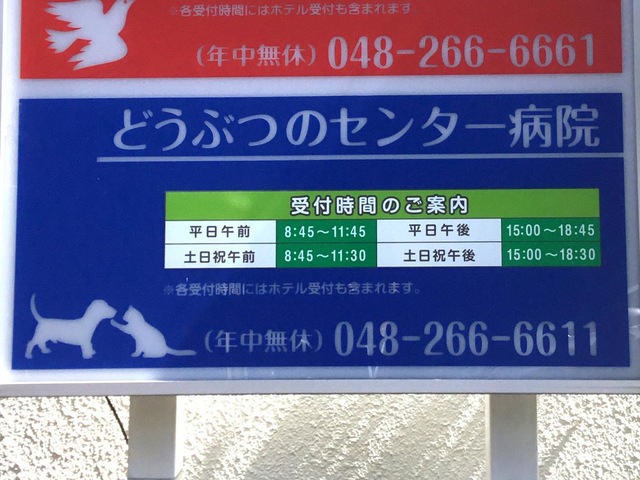 ※各受付時間にはホテル受付も含まれます
(年中無休) 048-266-6661
どうぶつのセンター病院
受付時間のご案内
平日午前 8:45～11:45 平日午後 15:00～18:45
土日祝午前 8:45～11:30 土日祝午後 15:00～18:30
※各受付時間にはホテル受付も含まれます。
(年中無休) 048-266-6611